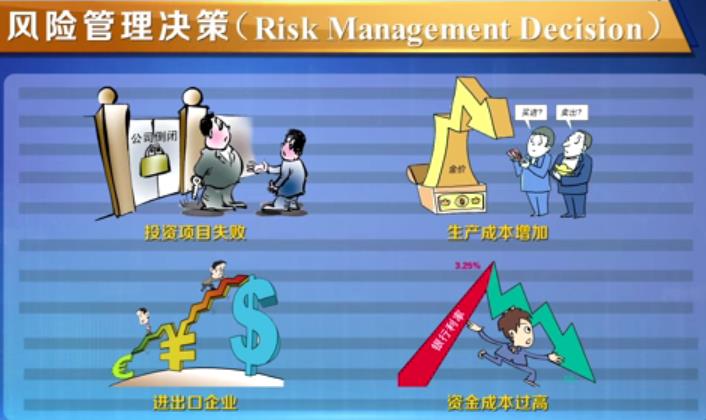 风险管理决策（Risk Management Decision）
公司倒闭
买进?
卖出?
金价
投资项目失败
生产成本增加
3.25%
银行利率
€
¥
$
进出口企业
资金成本过高